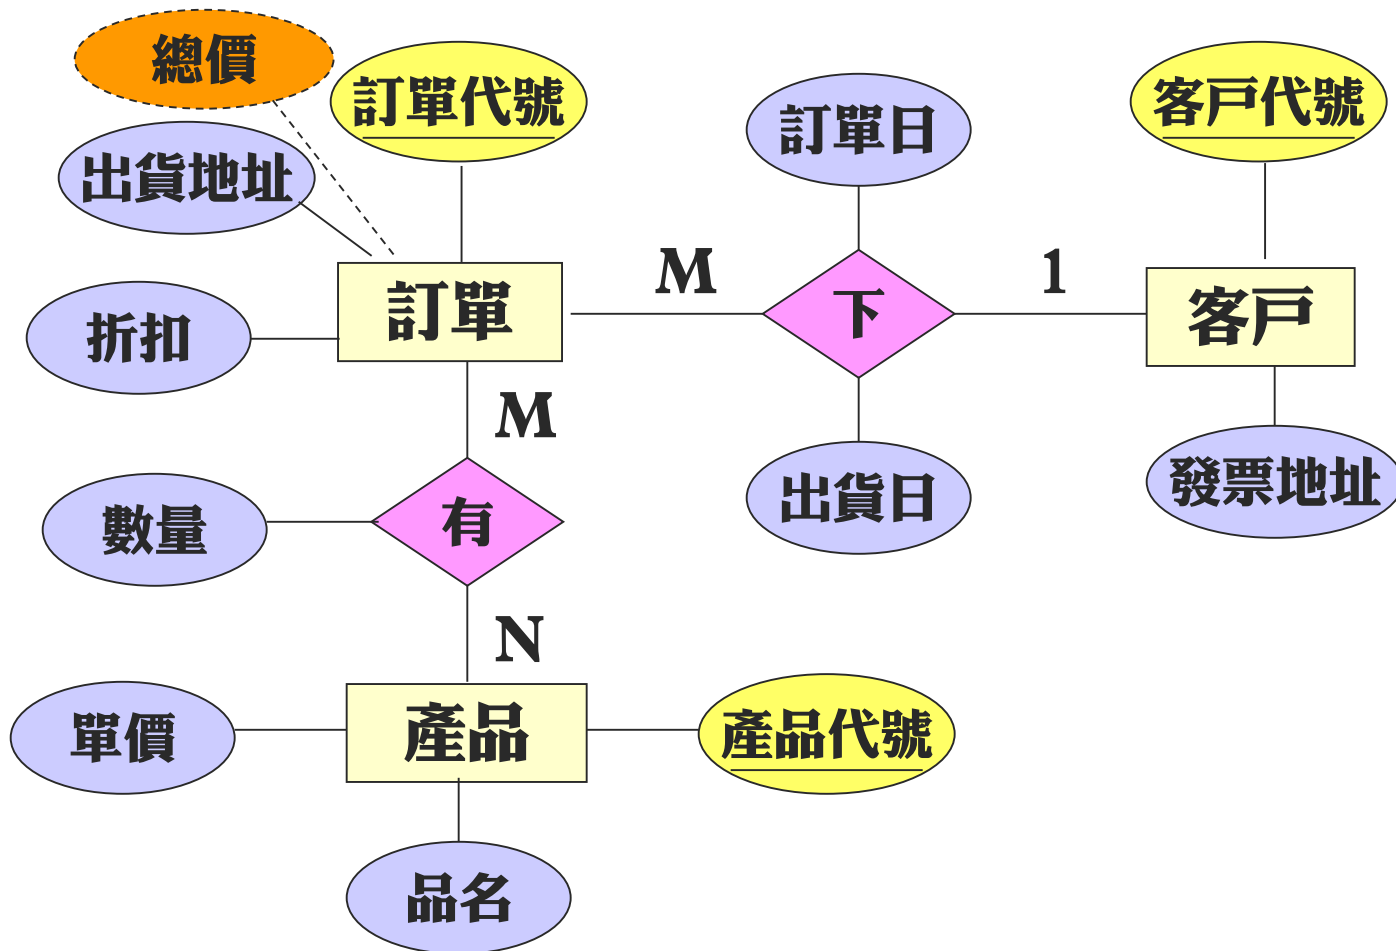 總價
訂單代號
訂單日
客戶代號
出貨地址
M
1
訂單
下
客戶
折扣
M
發票地址
出貨日
數量
有
N
單價
產品
產品代號
品名